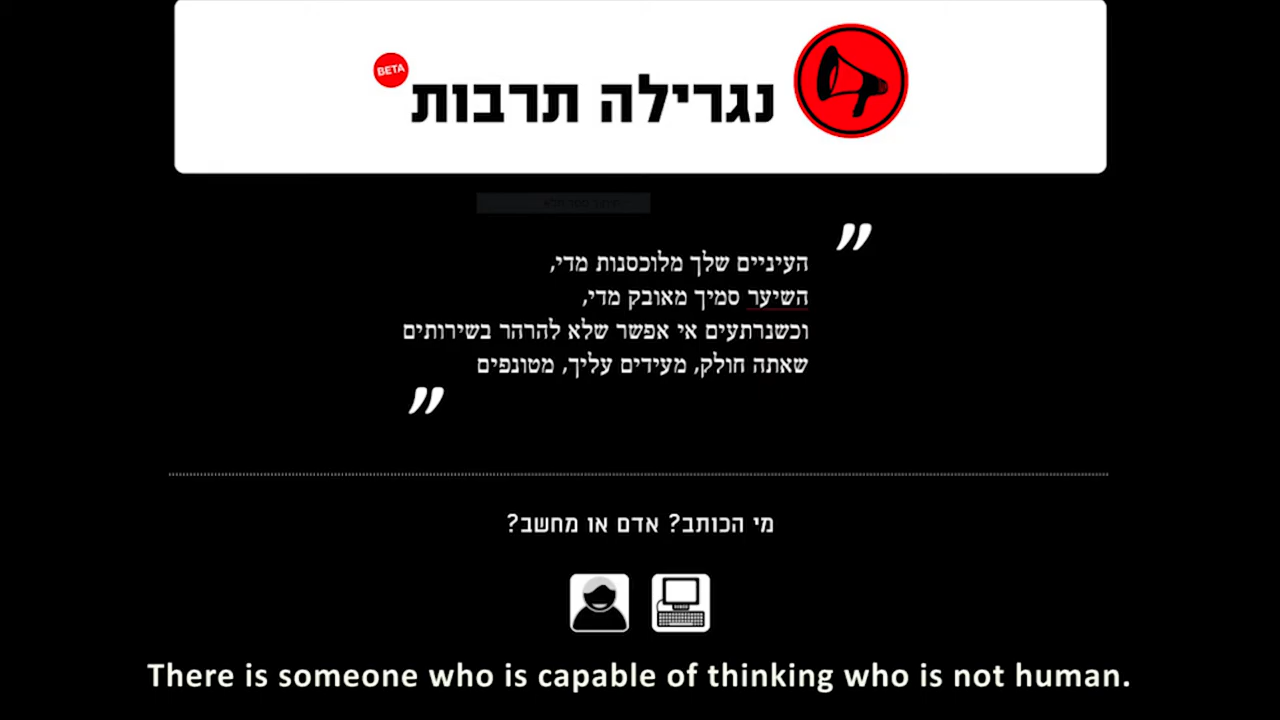 נגרילה תרבות
BETA
"
העיניים שלך מלוכסנות מדי,
השיער סמיך מאובק מדי,
וכשנרתעים אי אפשר שלא להרהר בשירותים
שאתה חולק, מעידים עליך, מטונפים
"
מי הכותב? אדם או מחשב?
There is someone who is capable of thinking who is not human.